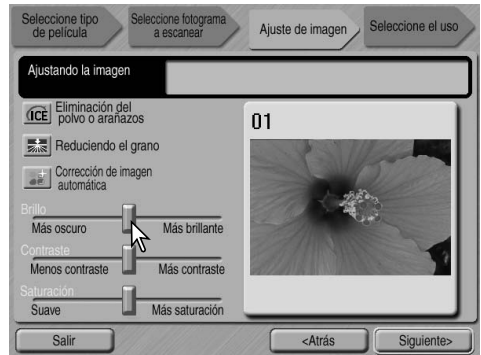 Seleccione tipo
de película
Seleccione fotograma
a escanear
Ajuste de imagen
Seleccione el uso
Ajustando la imagen
ICE
Eliminación del
polvo o arañazos
Reduciendo el grano
Corrección de imagen
automática
Brillo
Más oscuro
Más brillante
Contraste
Menos contraste
Más contraste
Saturación
Suave
Más saturación
01
Salir
<Atrás
Siguiente>